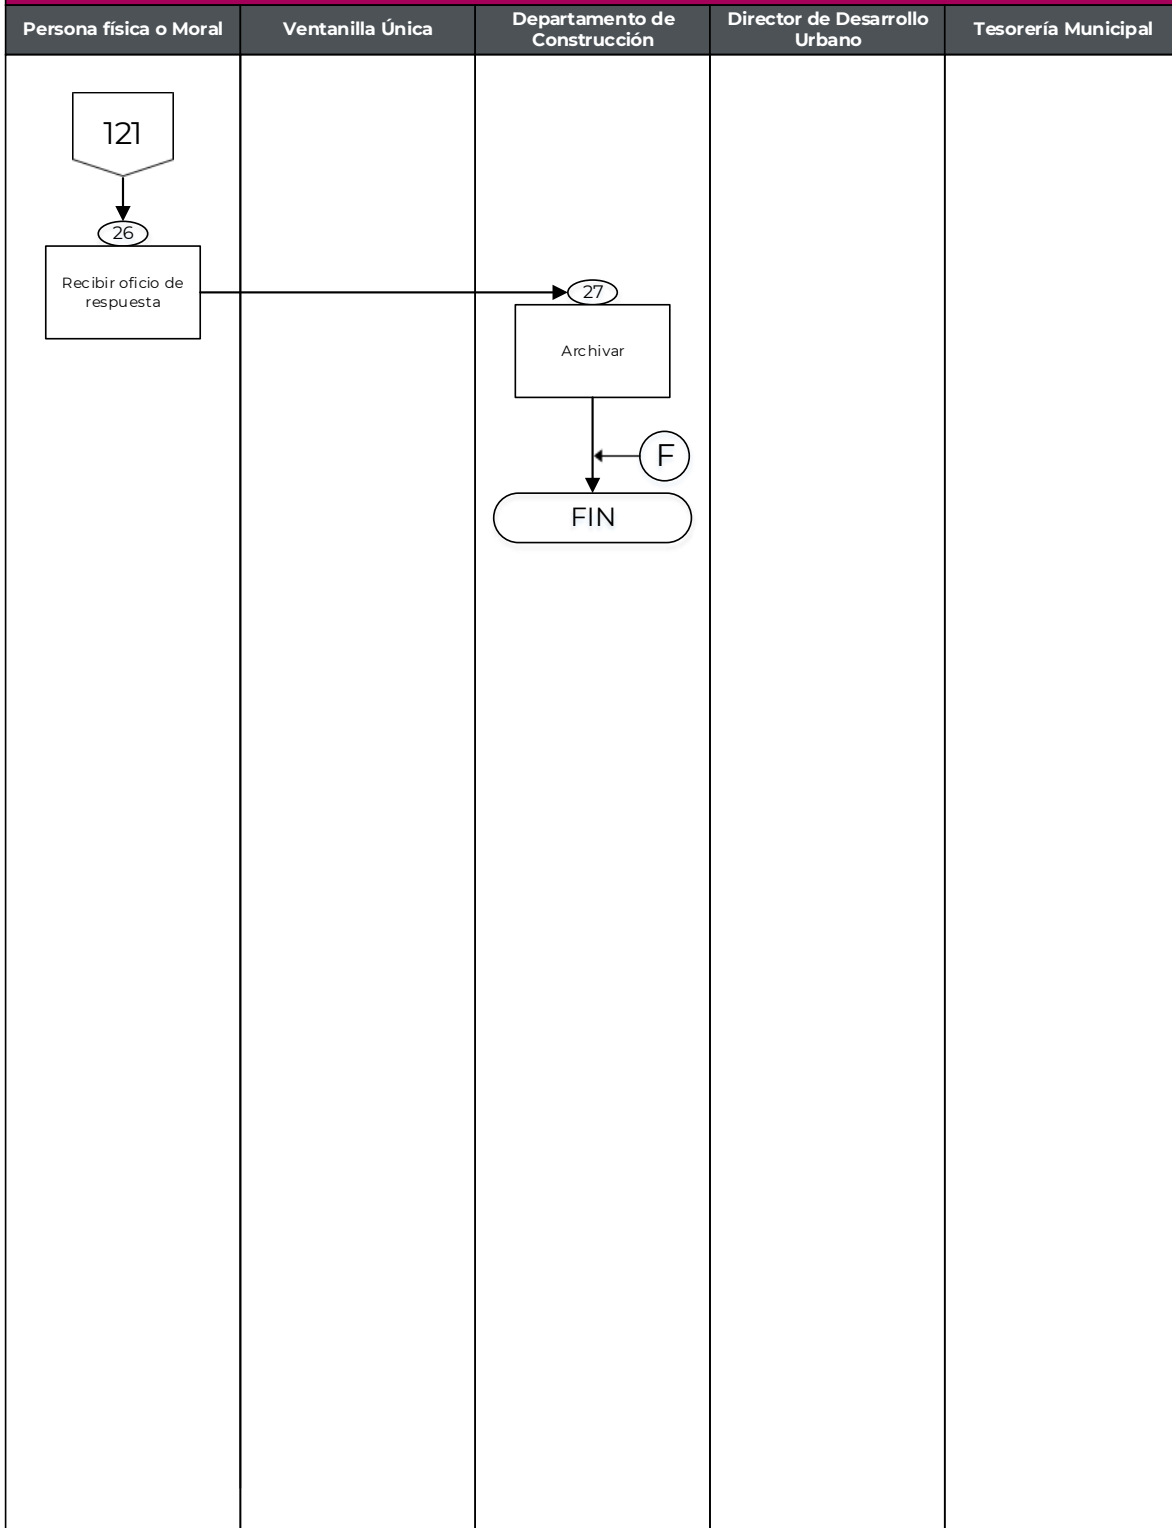 Persona física o Moral
Ventanilla Única
Departamento de
Construcción
Director de Desarrollo
Urbano
Tesorería Municipal
121
26
Recibir oficio de
respuesta
27
Archivar
F
FIN